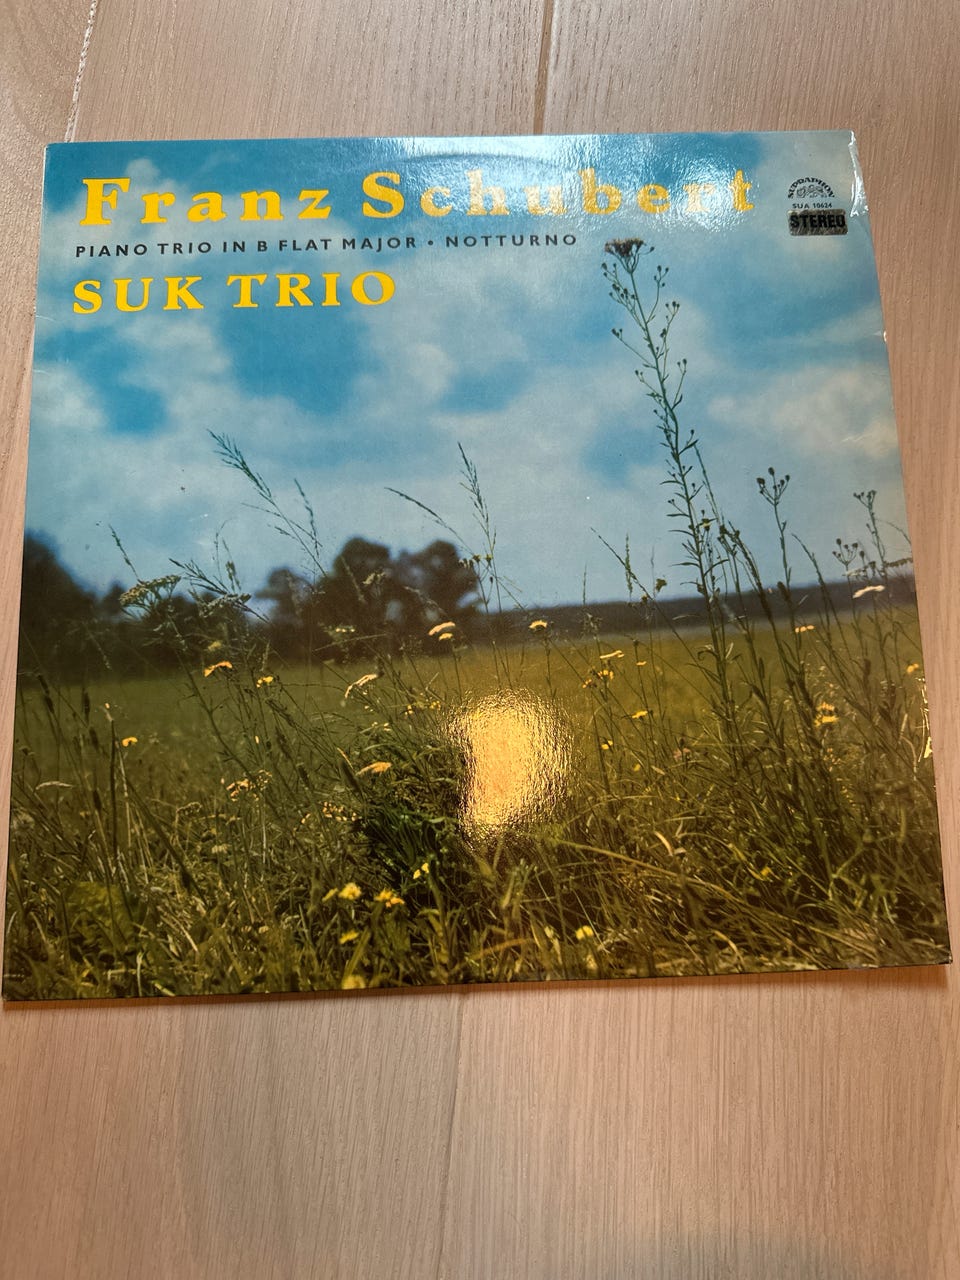 Franz Schubert
PIANO TRIO IN B FLAT MAJOR • NOTTURNO
SUK TRIO
SUPRAPHON
SUA 10624
STEREO